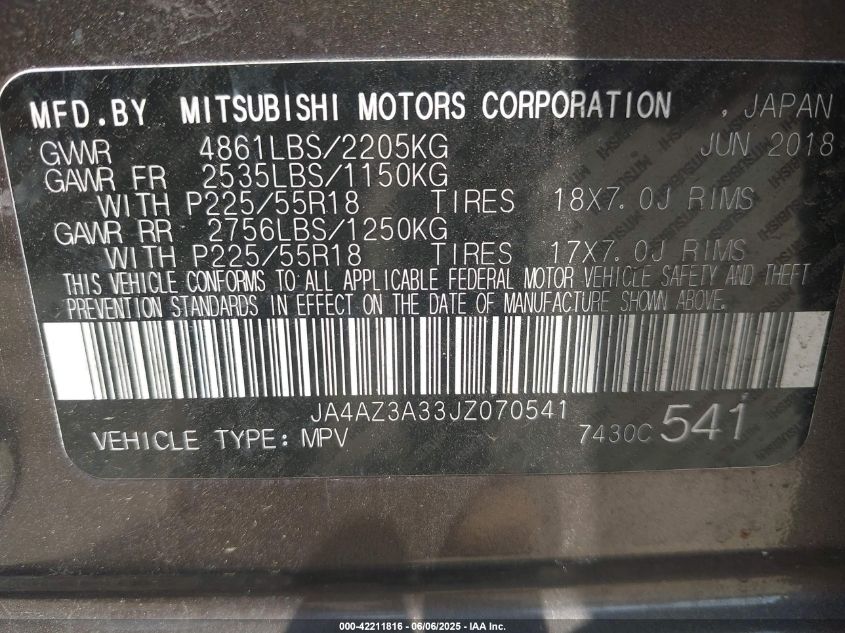 MFD.BY MITSUBISHI MOTORS CORPORATION , JAPAN
GVWR 4861LBS/2205KG JUN 2018
GAWR FR 2535LBS/1150KG
WITH P225/55R18 TIRES 18X7.0J RIMS
GAWR RR 2756LBS/1250KG
WITH P225/55R18 TIRES 17X7.0J RIMS
THIS VEHICLE CONFORMS TO ALL APPLICABLE FEDERAL MOTOR VEHICLE SAFETY AND THEFT
PREVENTION STANDARDS IN EFFECT ON THE DATE OF MANUFACTURE SHOWN ABOVE.
JA4AZ3A33JZ070541
VEHICLE TYPE: MPV 7430C 541
MITSUBISHI
000-42211816 - 06/06/2025 - IAA Inc.